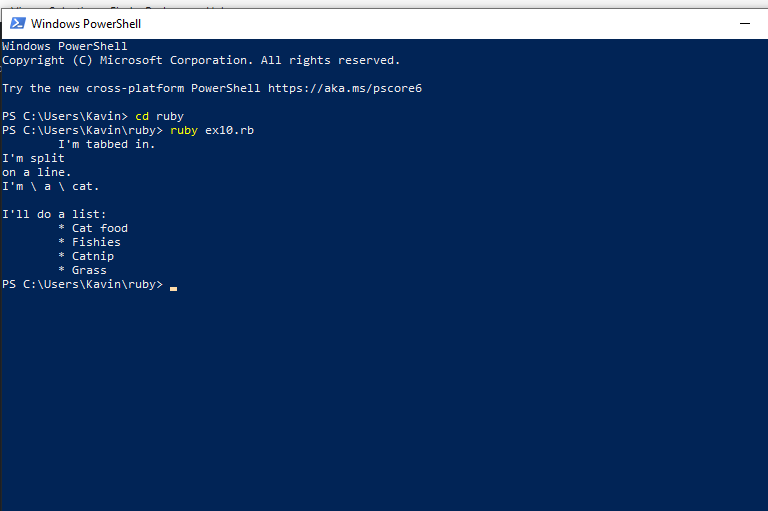 Windows PowerShell
Windows PowerShell
Copyright (C) Microsoft Corporation. All rights reserved.
Try the new cross-platform PowerShell https://aka.ms/pscore6
PS C:\Users\Kavin> cd ruby
PS C:\Users\Kavin\ruby> ruby ex10.rb
I'm tabbed in.
I'm split
on a line.
I'm \ a \ cat.
I'll do a list:
* Cat food
* Fishies
* Catnip
* Grass
PS C:\Users\Kavin\ruby>